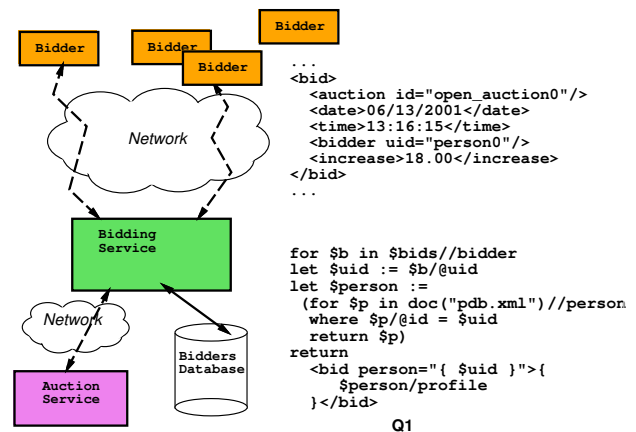 Bidder
Bidder
Bidder
Bidder
Network
Bidding
Service
Network
Auction
Service
Bidders
Database
...
<bid>
<auction id="open_auction0"/>
<date>06/13/2001</date>
<time>13:16:15</time>
<bidder uid="person0"/>
<increase>18.00</increase>
</bid>
...
for $b in $bids//bidder
let $uid := $b/@uid
let $person :=
(for $p in doc("pdb.xml")//person
where $p/@id = $uid
return $p)
return
<bid person="{ $uid }">{
$person/profile
}</bid>
Q1